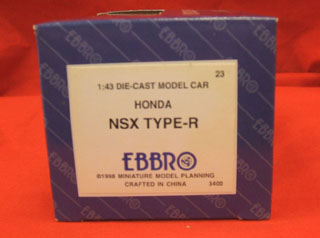 23
1:43 DIE-CAST MODEL CAR
HONDA
NSX TYPE-R
EBBRO
©1998 MINIATURE MODEL PLANNING
CRAFTED IN CHINA 3400